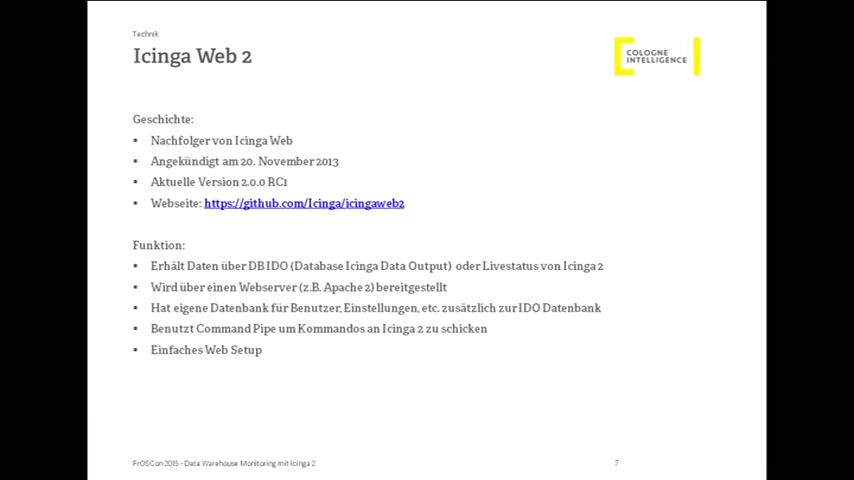 Technik
Icinga Web 2
COLOGNE
INTELLIGENCE
Geschichte:
▪ Nachfolger von Icinga Web
▪ Angekündigt am 20. November 2013
▪ Aktuelle Version 2.0.0 RC1
▪ Webseite: https://github.com/Icinga/icingaweb2
Funktion:
▪ Erhält Daten über DB IDO (Database Icinga Data Output) oder Livestatus von Icinga 2
▪ Wird über einen Webserver (z.B. Apache 2) bereitgestellt
▪ Hat eigene Datenbank für Benutzer, Einstellungen, etc. zusätzlich zur IDO Datenbank
▪ Benutzt Command Pipe um Kommandos an Icinga 2 zu schicken
▪ Einfaches Web Setup
FrOSCon 2015 - Data Warehouse Monitoring mit Icinga 2
7